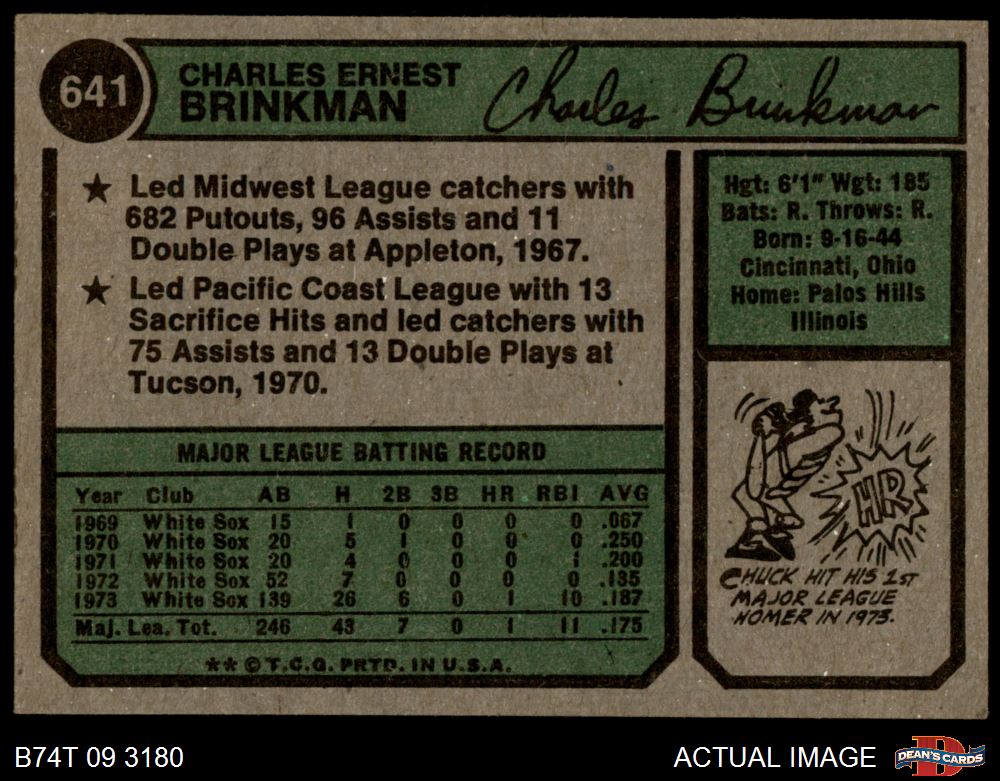 641
CHARLES ERNEST
BRINKMAN
Charles Brinkman
★ Led Midwest League catchers with
682 Putouts, 96 Assists and 11
Double Plays at Appleton, 1967.
★ Led Pacific Coast League with 13
Sacrifice Hits and led catchers with
75 Assists and 13 Double Plays at
Tucson, 1970.
Hgt: 6'1" Wgt: 185
Bats: R. Throws: R.
Born: 9-16-44
Cincinnati, Ohio
Home: Palos Hills
Illinois
MAJOR LEAGUE BATTING RECORD
Year Club AB H 2B 3B HR RBI AVG
1969 White Sox 15 1 0 0 0 0 .067
1970 White Sox 20 5 1 0 0 0 .250
1971 White Sox 20 4 0 0 0 1 .200
1972 White Sox 52 7 0 0 0 0 .135
1973 White Sox 139 26 6 0 1 10 .187
Maj. Lea. Tot. 246 43 7 0 1 11 .175
** © T.C.G. PRTD. IN U.S.A.
HR
CHUCK HIT HIS 1ST
MAJOR LEAGUE
HOMER IN 1973.
B74T 09 3180
ACTUAL IMAGE
D
DEAN'S CARDS